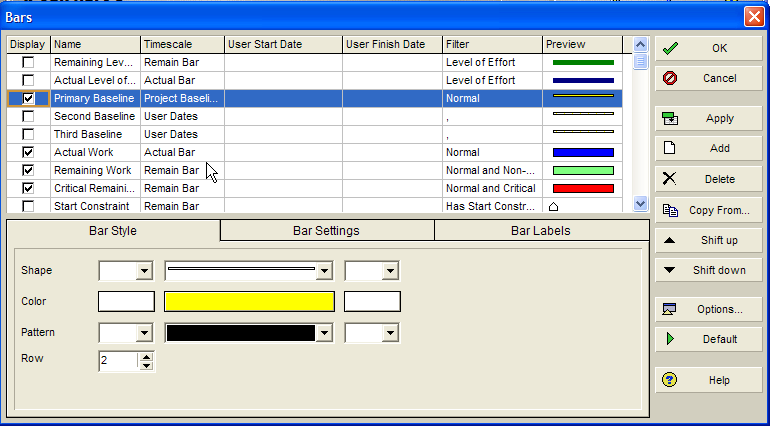 Bars
Display Name Timescale User Start Date User Finish Date Filter Preview
Remaining Lev... Remain Bar Level of Effort
Actual Level of... Actual Bar Level of Effort
Primary Baseline Project Baseli... Normal
Second Baseline User Dates ,
Third Baseline User Dates ,
Actual Work Actual Bar Normal
Remaining Work Remain Bar Normal and Non-...
Critical Remaini... Remain Bar Normal and Critical
Start Constraint Remain Bar Has Start Constr...
OK
Cancel
Apply
Add
Delete
Copy From...
Shift up
Shift down
Options...
Default
Help
Bar Style Bar Settings Bar Labels
Shape
Color
Pattern
Row 2